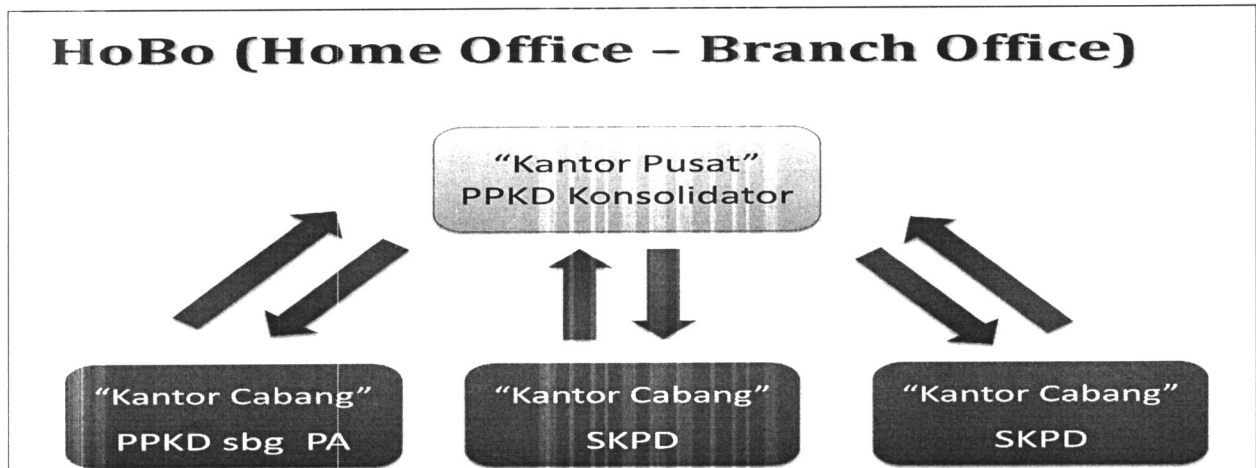 HoBo (Home Office – Branch Office)
“Kantor Pusat”
PPKD Konsolidator
“Kantor Cabang”
PPKD sbg PA
“Kantor Cabang”
SKPD
“Kantor Cabang”
SKPD